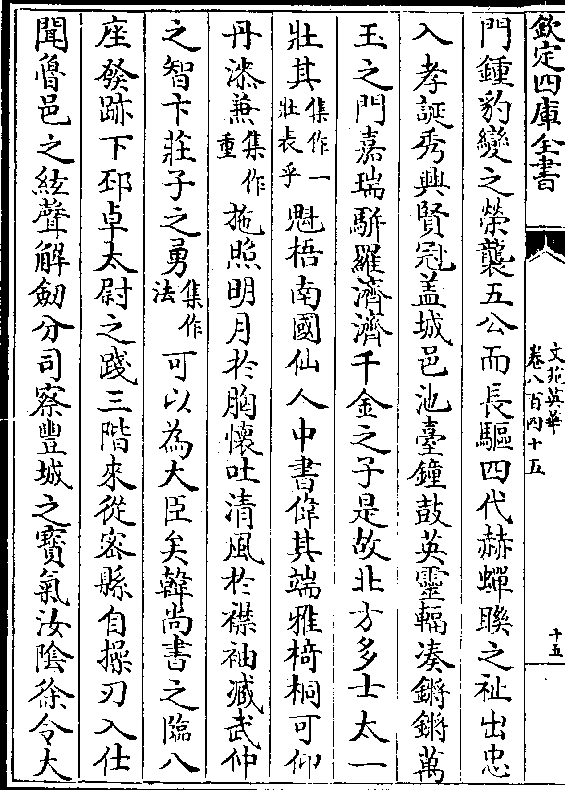 欽定四庫全書
文苑英華
卷八百四十五
十五
門鍾豹變之榮襲五公而長驅四代赫蟬聯之祉出忠
入孝誕秀興賢冠盖城邑池臺鐘鼓英靈輻凑鏘鏘萬
玉之門嘉瑞駢羅濟濟千金之子是故北方多士太一
壯其集作一壯表乎魁梧南國仙人中書偉其端雅椅桐可仰
丹漆兼集作重施照明月於胸懷吐清風於襟袖臧武仲
之智卞莊子之勇集作法可以為大臣矣韓尚書之臨八
座發跡下邳卓太尉之踐三階來從密縣自操刃入仕
聞魯邑之絃聲解劒分司察豐城之寳氣汝隂徐令大